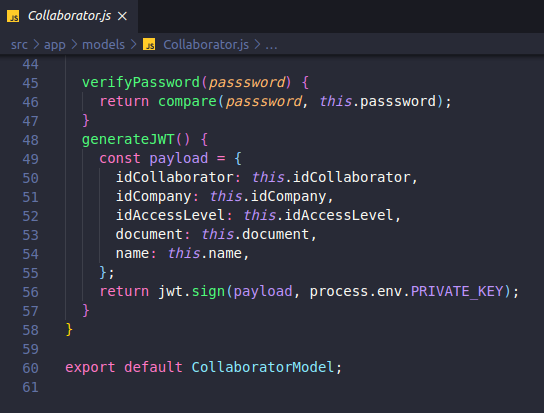 JS Collaborator.js ×
src > app > models > JS Collaborator.js > ...
44
45 verifyPassword(passsword) {
46 return compare(passsword, this.passsword);
47 }
48 generateJWT() {
49 const payload = {
50 idCollaborator: this.idCollaborator,
51 idCompany: this.idCompany,
52 idAccessLevel: this.idAccessLevel,
53 document: this.document,
54 name: this.name,
55 };
56 return jwt.sign(payload, process.env.PRIVATE_KEY);
57 }
58 }
59
60 export default CollaboratorModel;
61